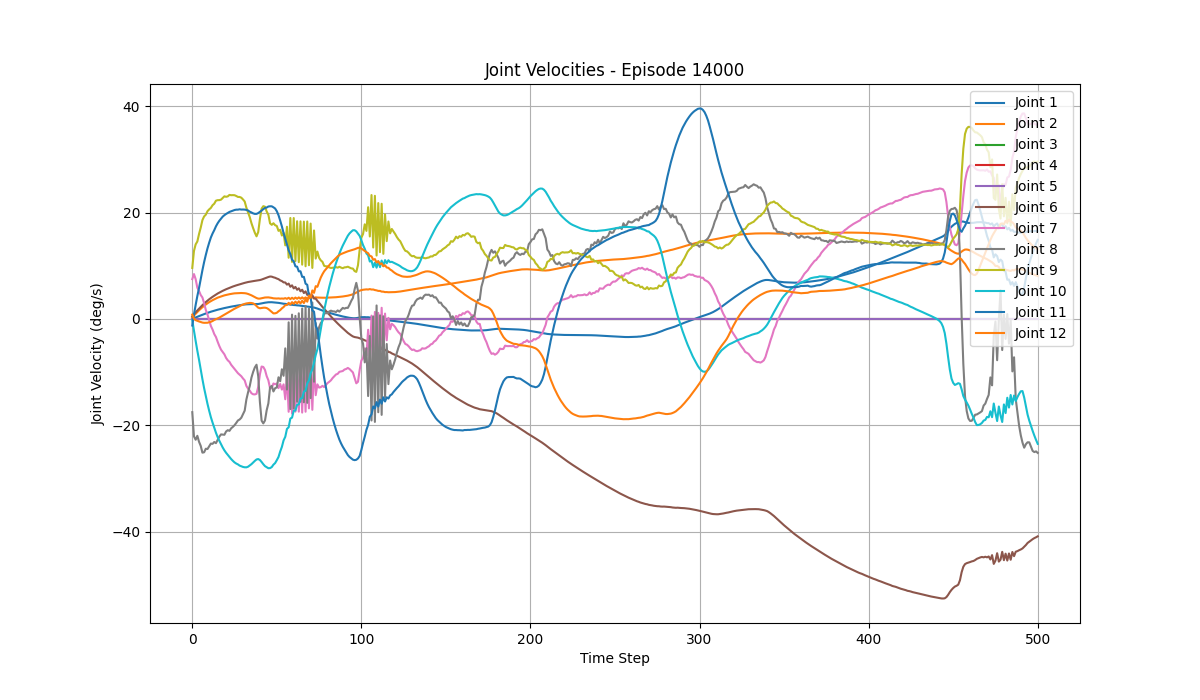 Joint Velocities - Episode 14000
Joint Velocity (deg/s)
40
20
0
−20
−40
0
100
200
300
400
500
Time Step
Joint 1
Joint 2
Joint 3
Joint 4
Joint 5
Joint 6
Joint 7
Joint 8
Joint 9
Joint 10
Joint 11
Joint 12